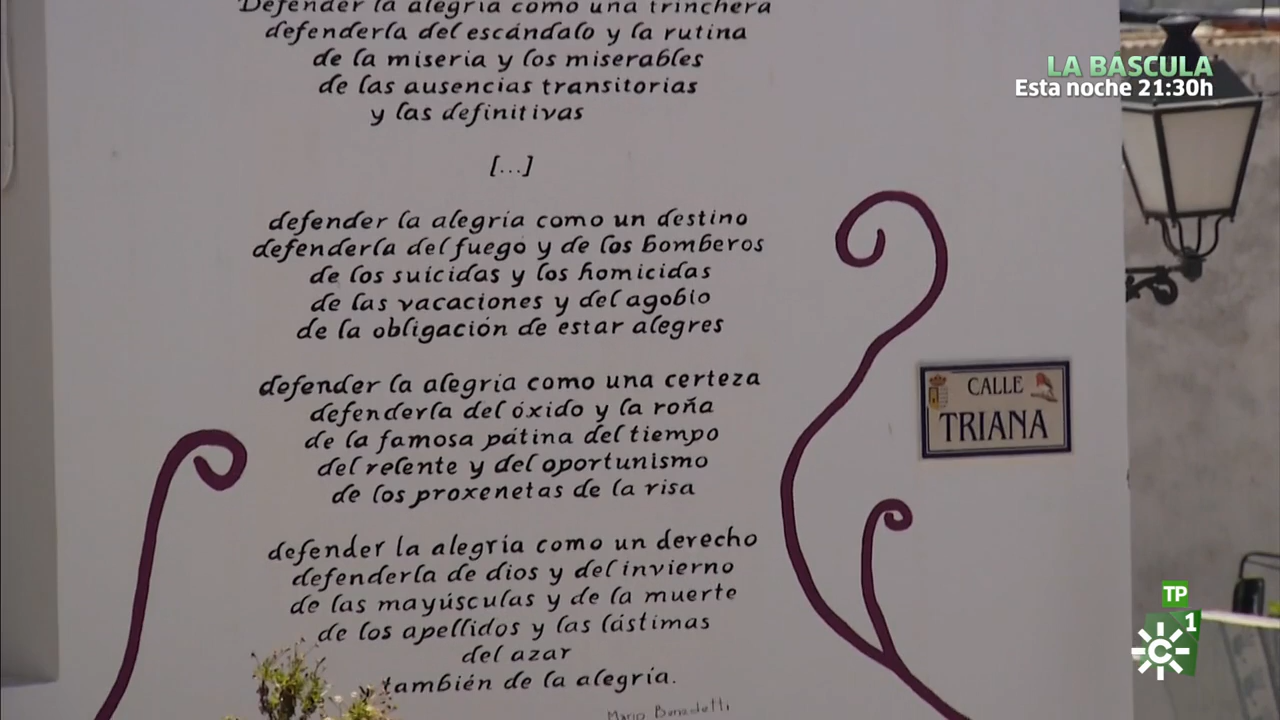 Defender la alegría como una trinchera
defenderla del escándalo y la rutina
de la miseria y los miserables
de las ausencias transitorias
y las definitivas
[...]
defender la alegría como un destino
defenderla del fuego y de los bomberos
de los suicidas y los homicidas
de las vacaciones y del agobio
de la obligación de estar alegres
defender la alegría como una certeza
defenderla del óxido y la roña
de la famosa pátina del tiempo
del relente y del oportunismo
de los proxenetas de la risa
defender la alegría como un derecho
defenderla de dios y del invierno
de las mayúsculas y de la muerte
de los apellidos y las lástimas
del azar
y también de la alegría.
Mario Benedetti
CALLE
TRIANA
LA BÁSCULA
Esta noche 21:30h
TP
1